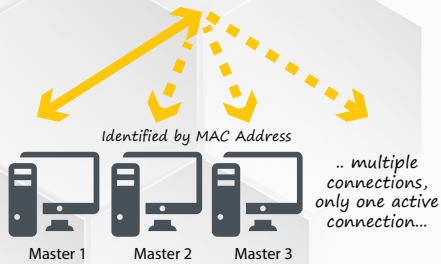 Identified by MAC Address
.. multiple
connections,
only one active
connection...
Master 1
Master 2
Master 3